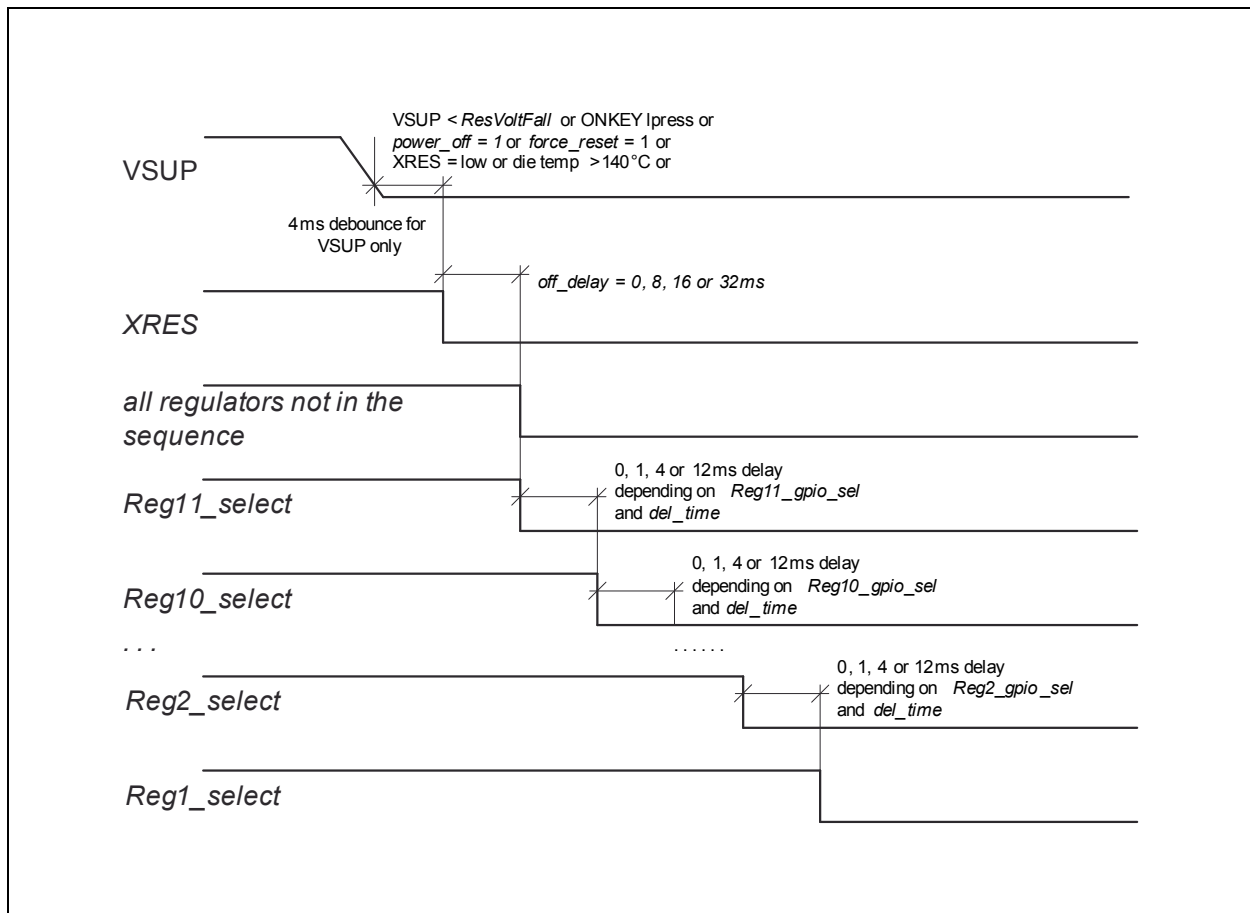 VSUP < ResVoltFall or ONKEY lpress or
power_off = 1 or force_reset = 1 or
XRES = low or die temp >140°C or
VSUP
4ms debounce for
VSUP only
off_delay = 0, 8, 16 or 32ms
XRES
all regulators not in the
sequence
0, 1, 4 or 12ms delay
depending on Reg11_gpio_sel
and del_time
Reg11_select
0, 1, 4 or 12ms delay
depending on Reg10_gpio_sel
and del_time
Reg10_select
. . .
. . . . . .
0, 1, 4 or 12ms delay
depending on Reg2_gpio_sel
and del_time
Reg2_select
Reg1_select